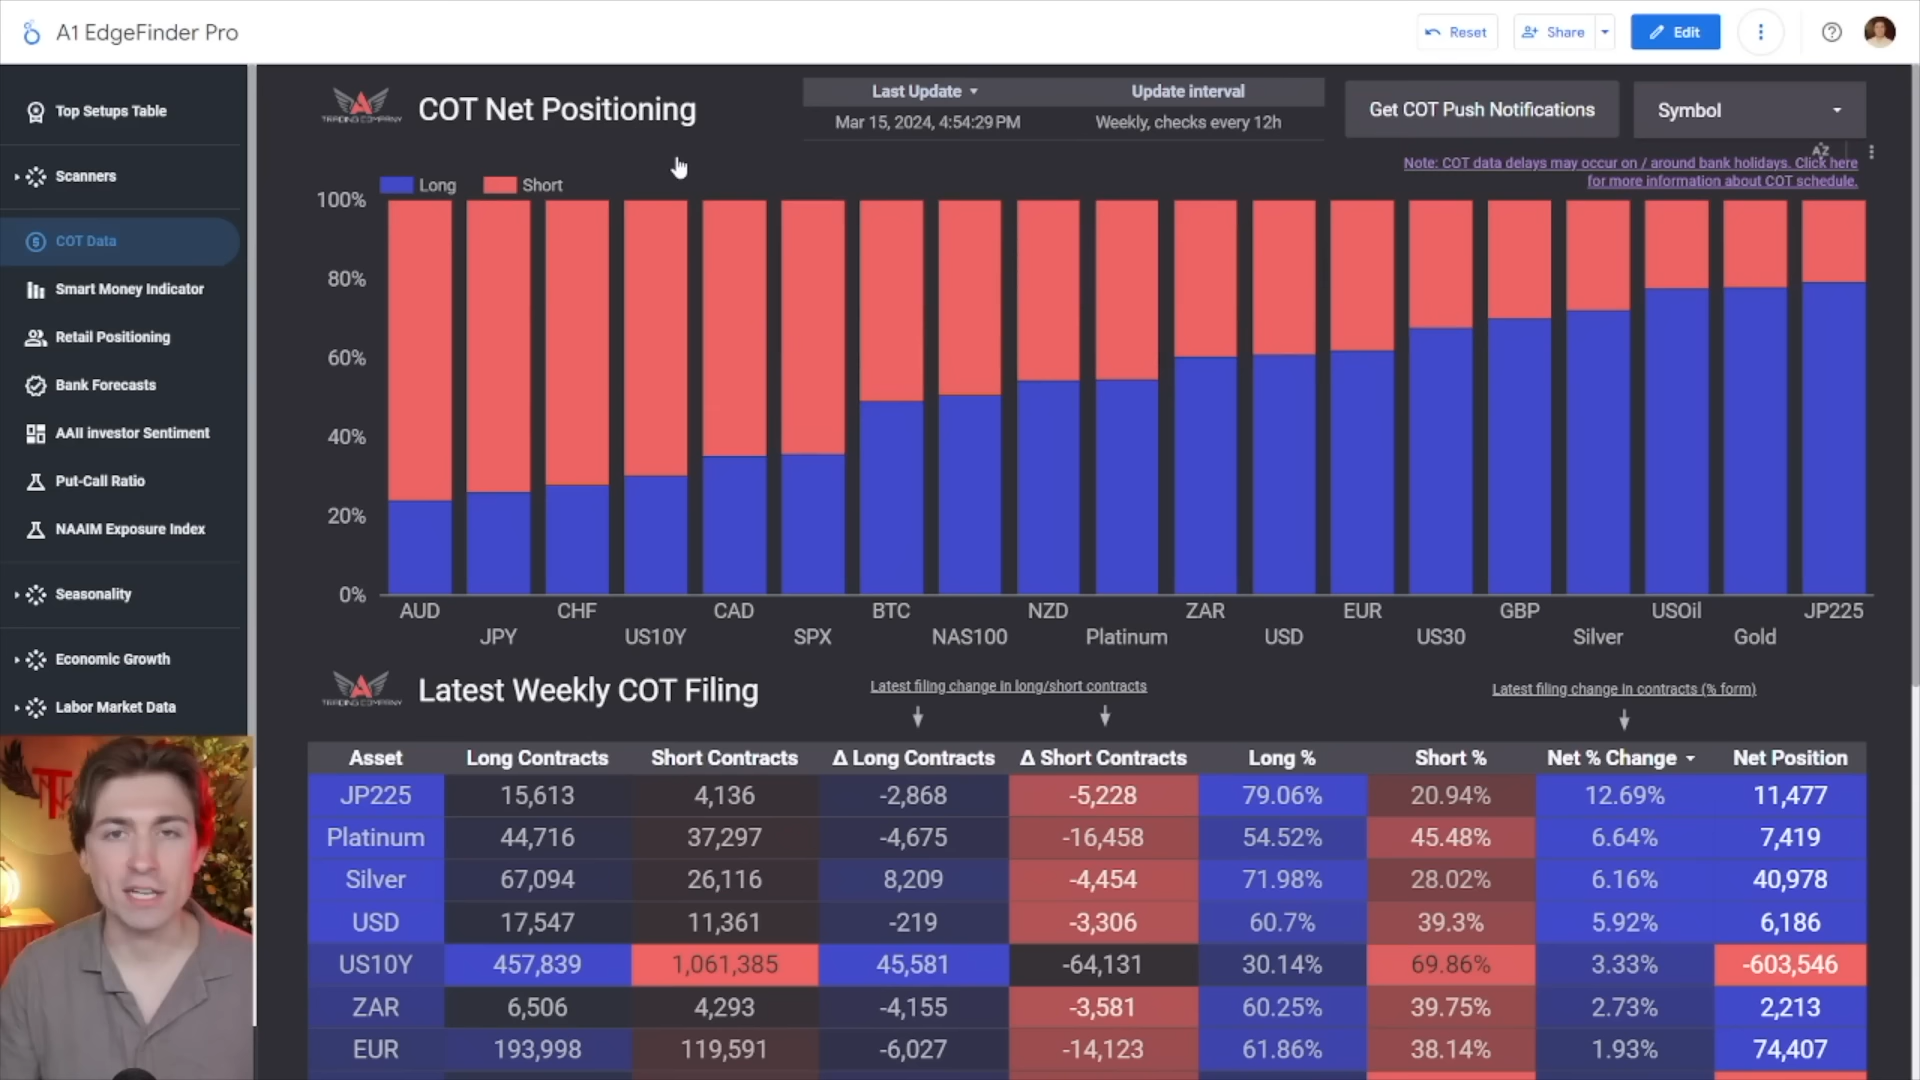 A1 EdgeFinder Pro
Reset
Share
Edit
Top Setups Table
Scanners
COT Data
Smart Money Indicator
Retail Positioning
Bank Forecasts
AAII investor Sentiment
Put-Call Ratio
NAAIM Exposure Index
Seasonality
Economic Growth
Labor Market Data
TRADING COMPANY
COT Net Positioning
Last Update Update interval
Mar 15, 2024, 4:54:29 PM Weekly, checks every 12h
Get COT Push Notifications
Symbol
Note: COT data delays may occur on / around bank holidays. Click here
for more information about COT schedule.
Long Short
100%
80%
60%
40%
20%
0%
AUD JPY CHF US10Y CAD SPX BTC NAS100 NZD Platinum ZAR USD EUR US30 GBP Silver USOil Gold JP225
TRADING COMPANY
Latest Weekly COT Filing
Latest filing change in long/short contracts
Latest filing change in contracts (% form)
Asset Long Contracts Short Contracts Δ Long Contracts Δ Short Contracts Long % Short % Net % Change Net Position
JP225 15,613 4,136 -2,868 -5,228 79.06% 20.94% 12.69% 11,477
Platinum 44,716 37,297 -4,675 -16,458 54.52% 45.48% 6.64% 7,419
Silver 67,094 26,116 8,209 -4,454 71.98% 28.02% 6.16% 40,978
USD 17,547 11,361 -219 -3,306 60.7% 39.3% 5.92% 6,186
US10Y 457,839 1,061,385 45,581 -64,131 30.14% 69.86% 3.33% -603,546
ZAR 6,506 4,293 -4,155 -3,581 60.25% 39.75% 2.73% 2,213
EUR 193,998 119,591 -6,027 -14,123 61.86% 38.14% 1.93% 74,407